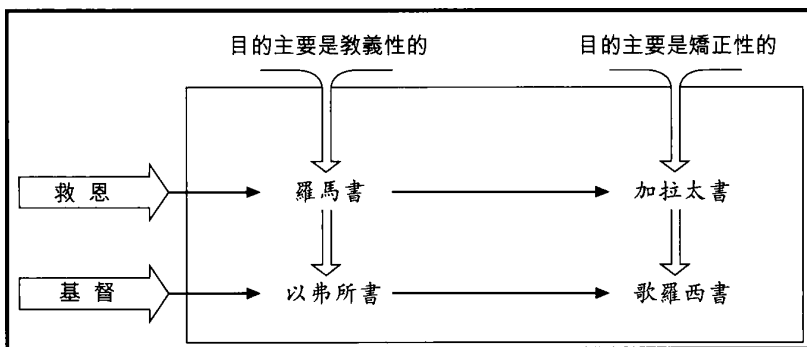 目的主要是教義性的
目的主要是矯正性的
救恩
羅馬書
加拉太書
基督
以弗所書
歌羅西書